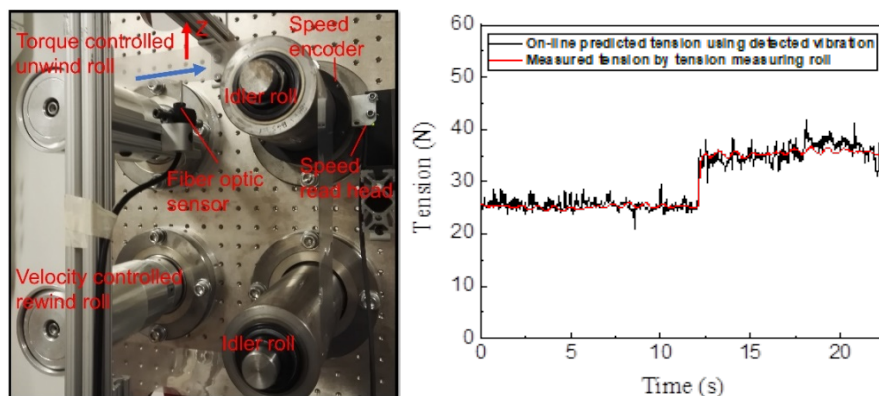 Torque controlled
unwind roll
Z
Speed
encoder
Idler roll
Fiber optic
sensor
Speed
read head
Velocity controlled
rewind roll
Idler roll
On-line predicted tension using detected vibration
Measured tension by tension measuring roll
Tension (N)
60
50
40
30
20
10
0
0
5
10
15
20
Time (s)